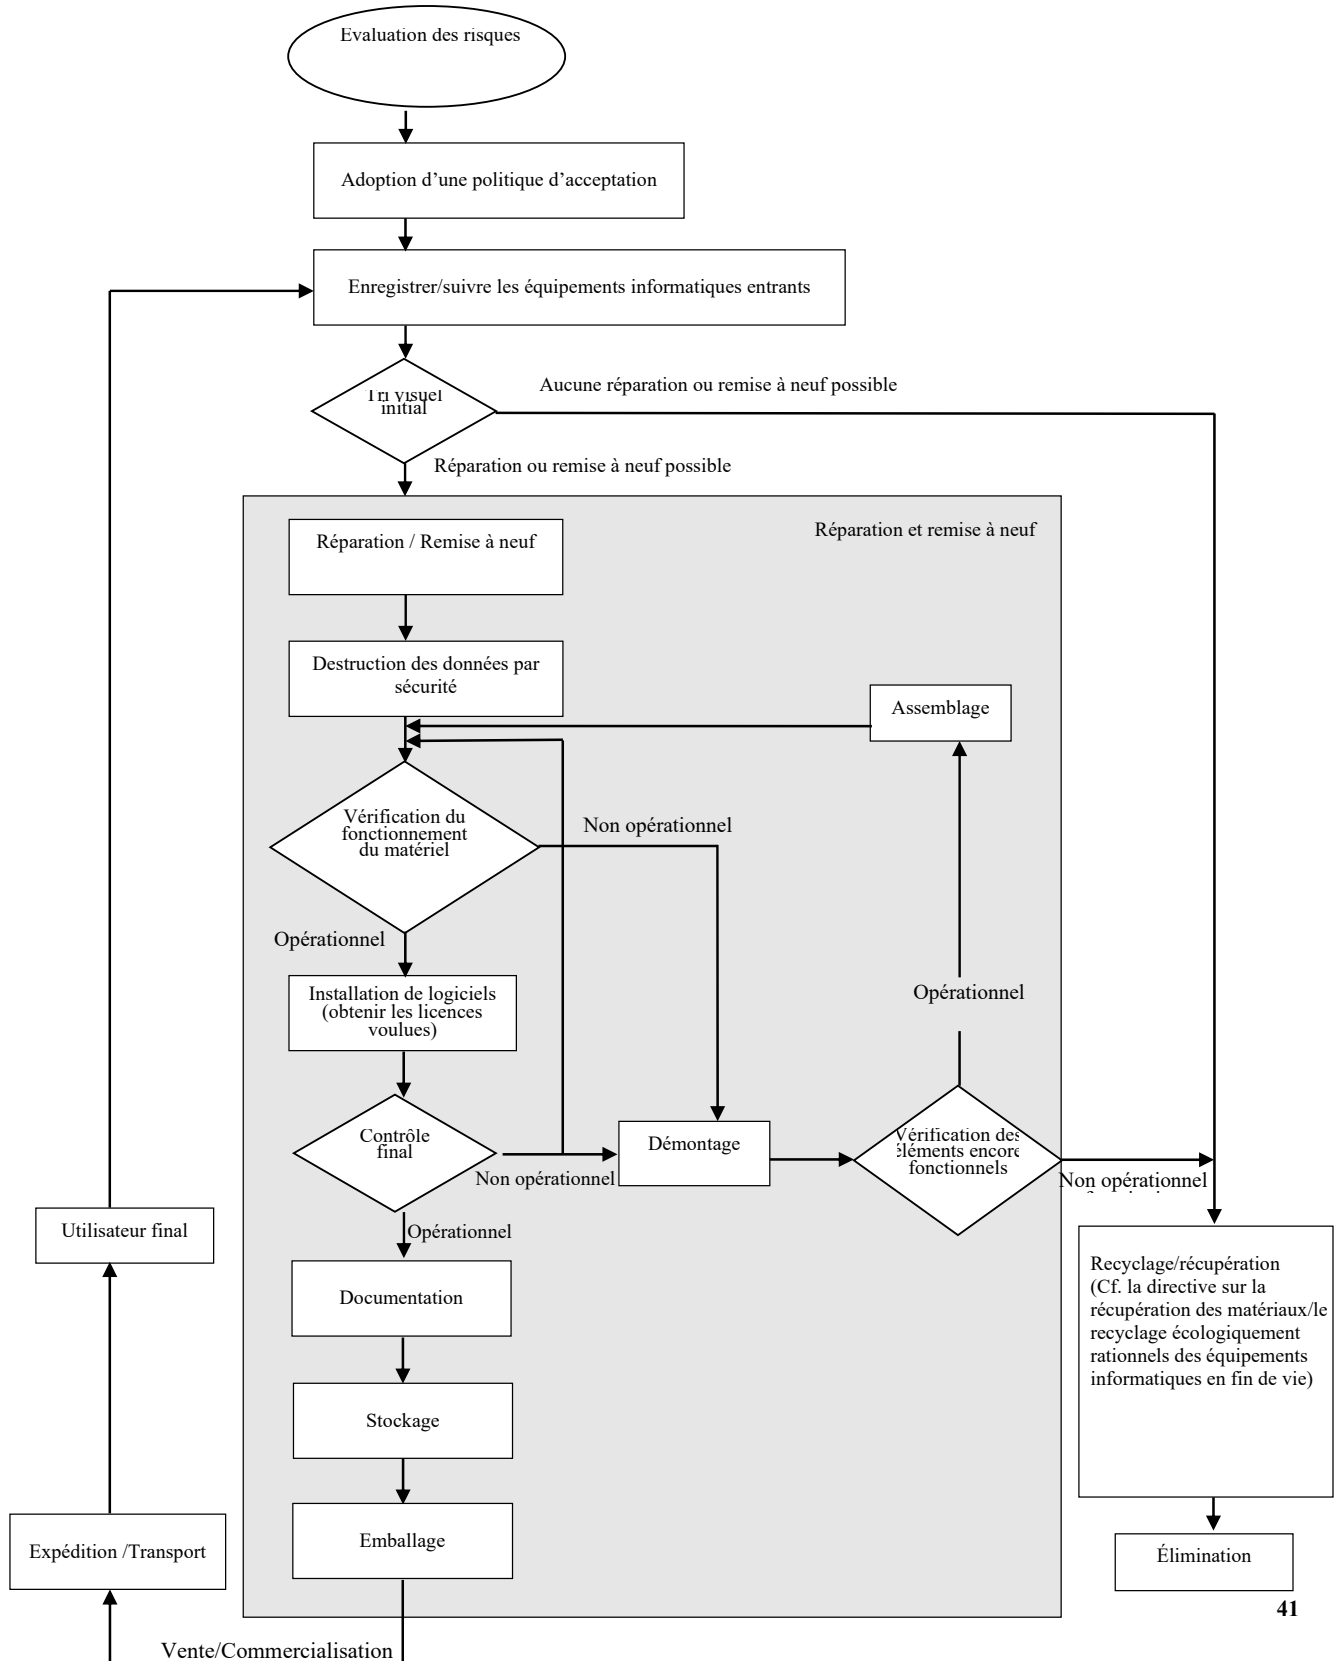 Evaluation des risques
Adoption d’une politique d’acceptation
Enregistrer/suivre les équipements informatiques entrants
Tri visuel
initial
Aucune réparation ou remise à neuf possible
Réparation ou remise à neuf possible
Réparation et remise à neuf
Réparation / Remise à neuf
Destruction des données par
sécurité
Assemblage
Vérification du
fonctionnement
du matériel
Non opérationnel
Opérationnel
Installation de logiciels
(obtenir les licences
voulues)
Opérationnel
Contrôle
final
Non opérationnel
Démontage
Vérification des
éléments encore
fonctionnels
Non opérationnel
Opérationnel
Utilisateur final
Documentation
Recyclage/récupération
(Cf. la directive sur la
récupération des matériaux/le
recyclage écologiquement
rationnels des équipements
informatiques en fin de vie)
Stockage
Emballage
Expédition /Transport
Élimination
41
Vente/Commercialisation